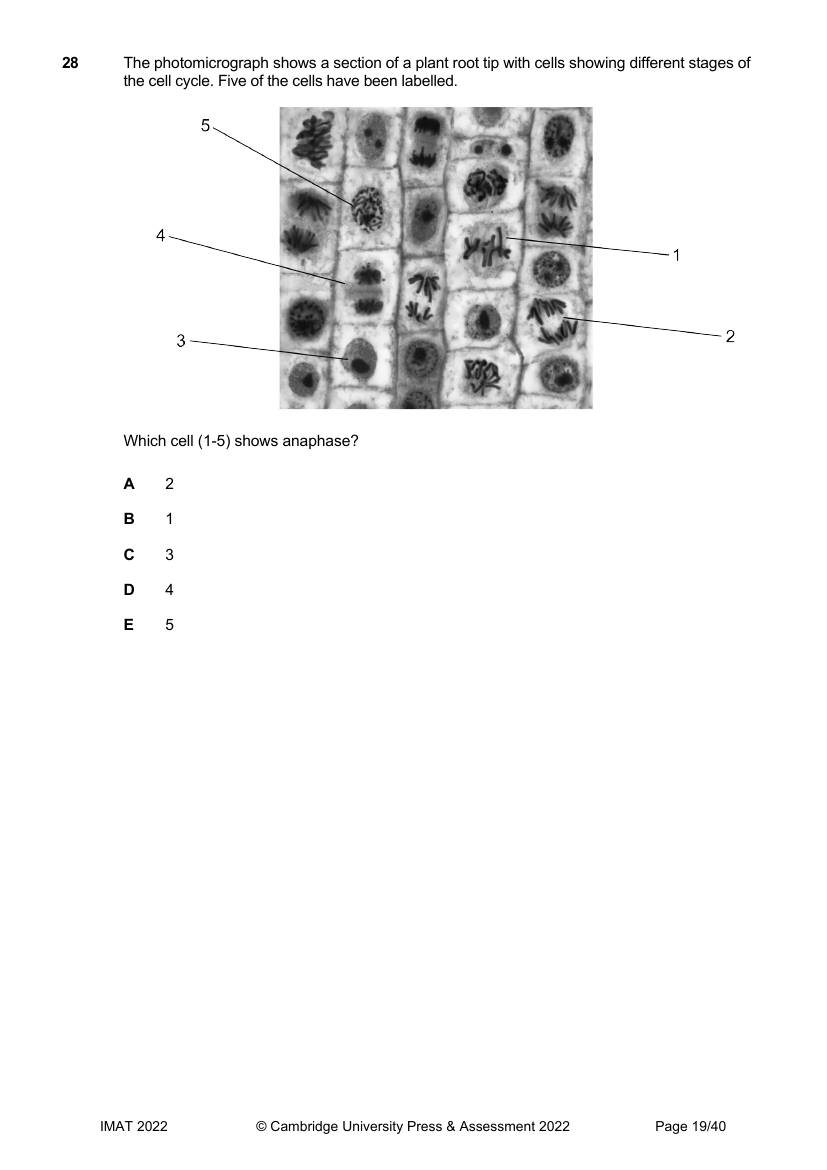 28 The photomicrograph shows a section of a plant root tip with cells showing different stages of
the cell cycle. Five of the cells have been labelled.
5
4
1
3
2
Which cell (1-5) shows anaphase?
A 2
B 1
C 3
D 4
E 5
IMAT 2022 © Cambridge University Press & Assessment 2022 Page 19/40